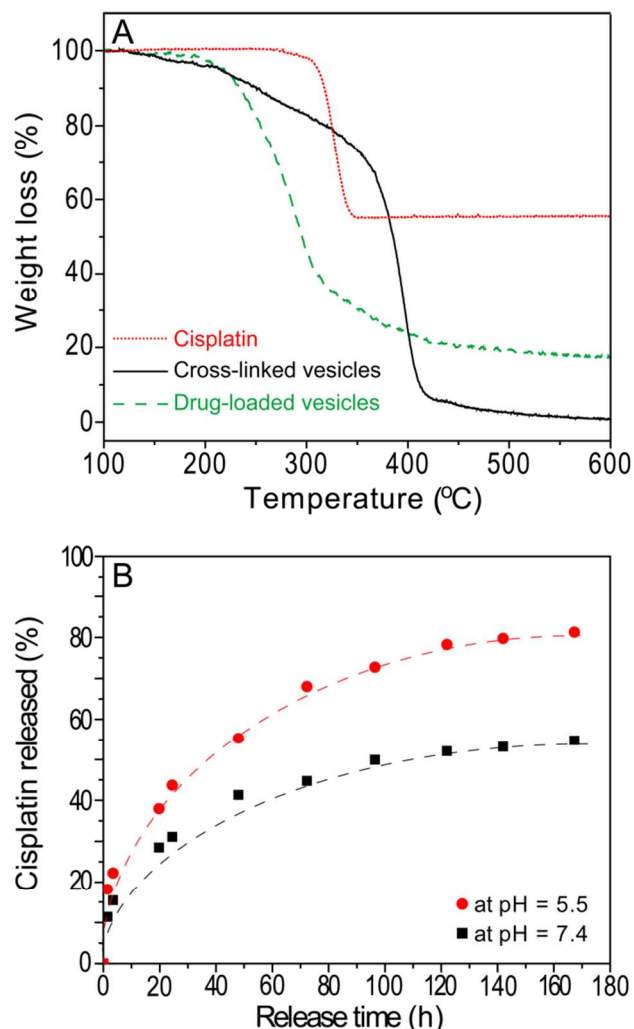 A
100
80
60
40
20
0
Weight loss (%)
Cisplatin
Cross-linked vesicles
Drug-loaded vesicles
100 200 300 400 500 600
Temperature (ºC)
B
100
80
60
40
20
0
Cisplatin released (%)
at pH = 5.5
at pH = 7.4
0 20 40 60 80 100 120 140 160 180
Release time (h)